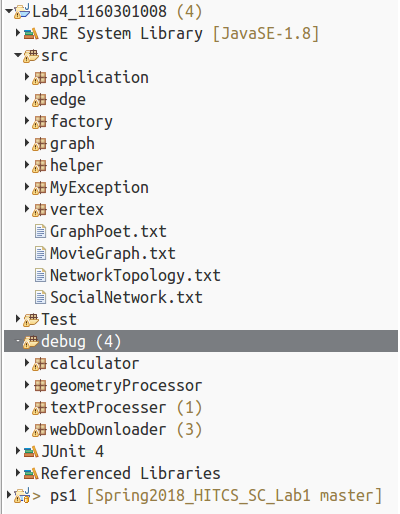 Lab4_1160301008 (4)
JRE System Library [JavaSE-1.8]
src
application
edge
factory
graph
helper
MyException
vertex
GraphPoet.txt
MovieGraph.txt
NetworkTopology.txt
SocialNetwork.txt
Test
debug (4)
calculator
geometryProcessor
textProcesser (1)
webDownloader (3)
JUnit 4
Referenced Libraries
> ps1 [Spring2018_HITCS_SC_Lab1 master]